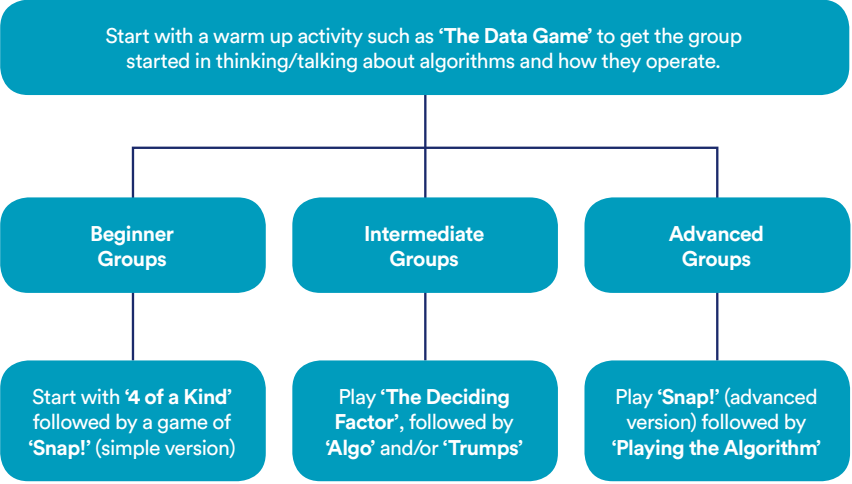 Start with a warm up activity such as ‘The Data Game’ to get the group
started in thinking/talking about algorithms and how they operate.
Beginner
Groups
Intermediate
Groups
Advanced
Groups
Start with ‘4 of a Kind’
followed by a game of
‘Snap!’ (simple version)
Play ‘The Deciding
Factor’, followed by
‘Algo’ and/or ‘Trumps’
Play ‘Snap!’ (advanced
version) followed by
‘Playing the Algorithm’